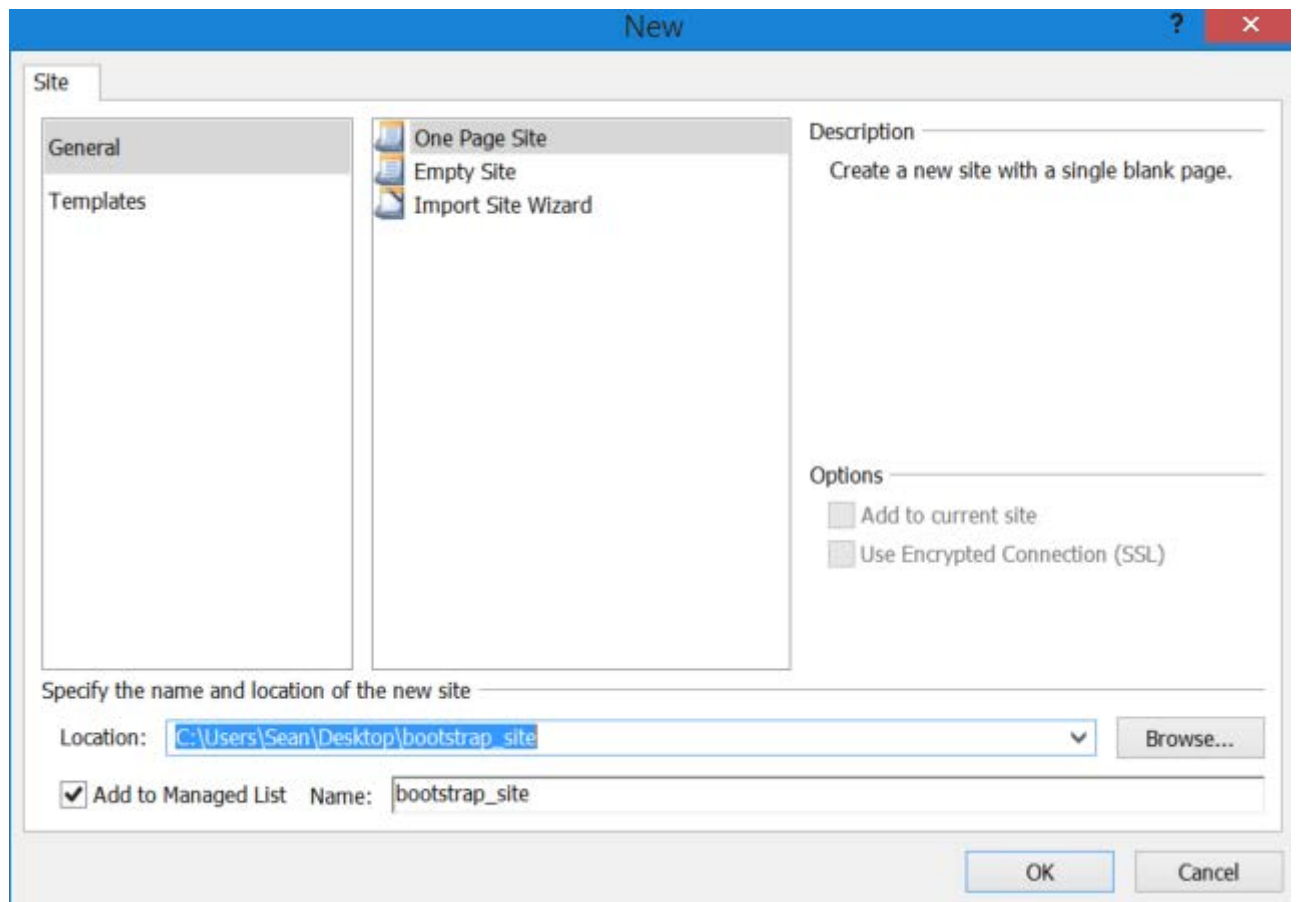 New
?
Site
General
Templates
One Page Site
Empty Site
Import Site Wizard
Description
Create a new site with a single blank page.
Options
Add to current site
Use Encrypted Connection (SSL)
Specify the name and location of the new site
Location: C:\Users\Sean\Desktop\bootstrap_site Browse...
Add to Managed List Name: bootstrap_site
OK Cancel